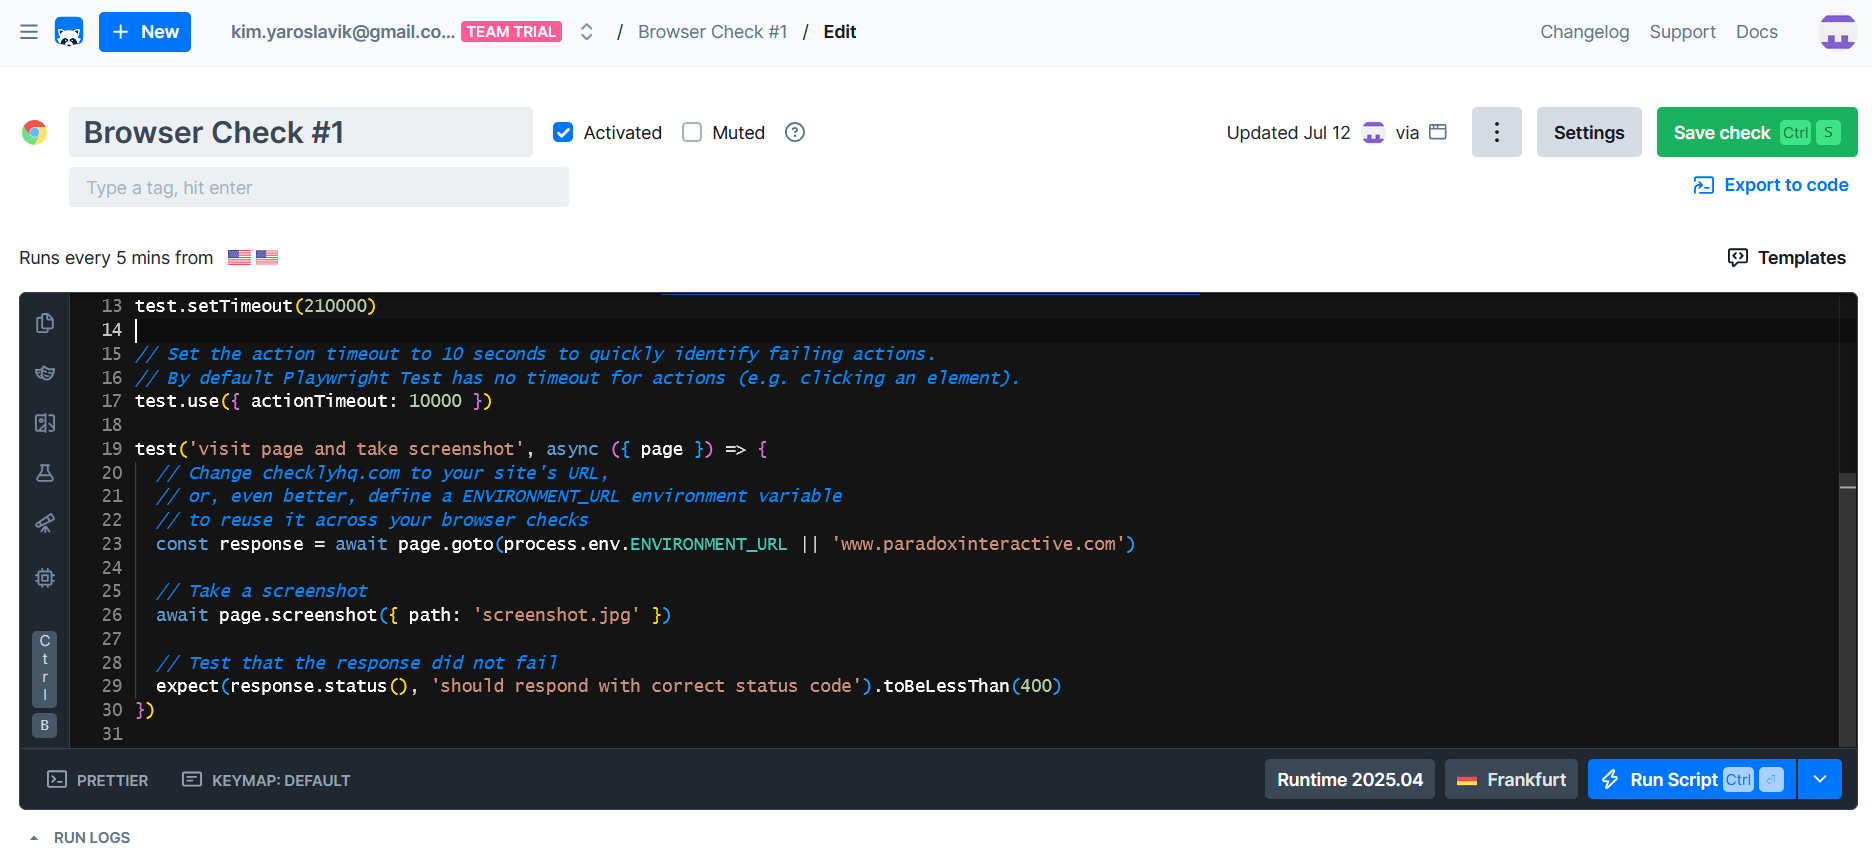 New
kim.yaroslavik@gmail.co... TEAM TRIAL / Browser Check #1 / Edit
Changelog Support Docs
Browser Check #1
Activated Muted ?
Updated Jul 12 via
Settings
Save check Ctrl S
Type a tag, hit enter
Export to code
Runs every 5 mins from
Templates
13 test.setTimeout(210000)
14
15 // Set the action timeout to 10 seconds to quickly identify failing actions.
16 // By default Playwright Test has no timeout for actions (e.g. clicking an element).
17 test.use({ actionTimeout: 10000 })
18
19 test('visit page and take screenshot', async ({ page }) => {
20 // Change checklyhq.com to your site's URL,
21 // or, even better, define a ENVIRONMENT_URL environment variable
22 // to reuse it across your browser checks
23 const response = await page.goto(process.env.ENVIRONMENT_URL || 'www.paradoxinteractive.com')
24
25 // Take a screenshot
26 await page.screenshot({ path: 'screenshot.jpg' })
27
28 // Test that the response did not fail
29 expect(response.status(), 'should respond with correct status code').toBeLessThan(400)
30 })
31
Ctrl
B
PRETTIER
KEYMAP: DEFAULT
Runtime 2025.04
Frankfurt
Run Script Ctrl ⏎
RUN LOGS